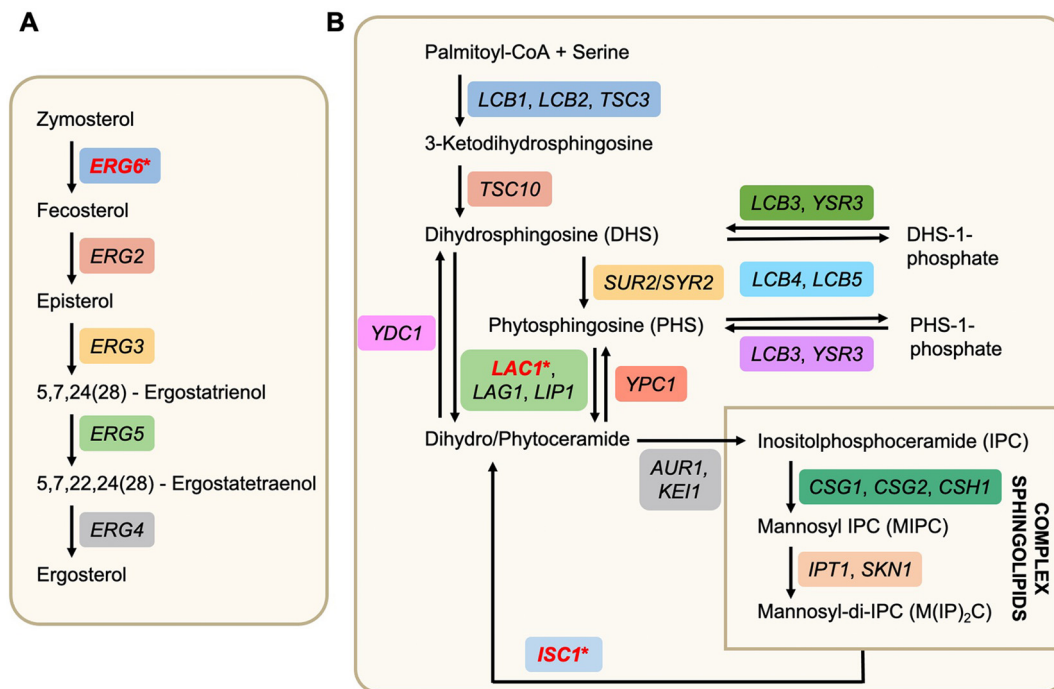 A
Zymosterol
ERG6*
Fecosterol
ERG2
Episterol
ERG3
5,7,24(28) - Ergostatrienol
ERG5
5,7,22,24(28) - Ergostatetraenol
ERG4
Ergosterol
B
Palmitoyl-CoA + Serine
LCB1, LCB2, TSC3
3-Ketodihydrosphingosine
TSC10
Dihydrosphingosine (DHS)
LCB3, YSR3
DHS-1-
phosphate
SUR2/SYR2
LCB4, LCB5
Phytosphingosine (PHS)
PHS-1-
phosphate
LCB3, YSR3
YDC1
LAC1*,
LAG1, LIP1
YPC1
Dihydro/Phytoceramide
AUR1,
KEI1
Inositolphosphoceramide (IPC)
CSG1, CSG2, CSH1
Mannosyl IPC (MIPC)
IPT1, SKN1
Mannosyl-di-IPC (M(IP)₂C)
COMPLEX
SPHINGOLIPIDS
ISC1*